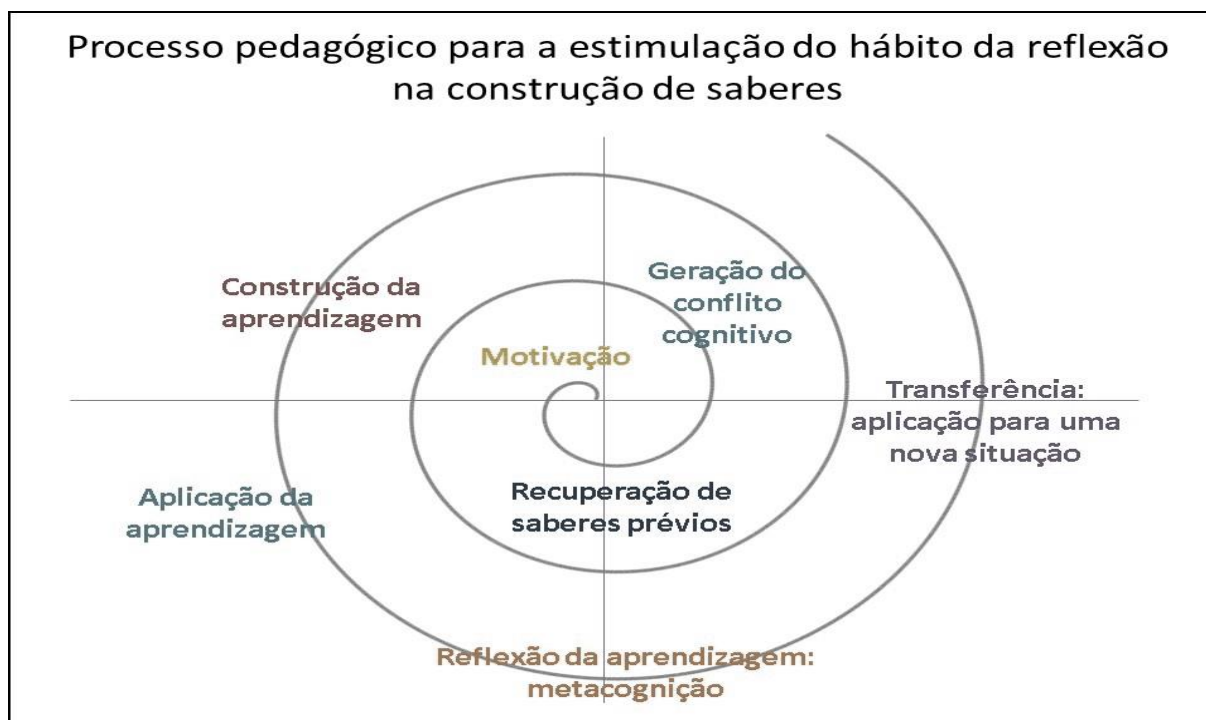 Processo pedagógico para a estimulação do hábito da reflexão
na construção de saberes
Geração do
conflito
cognitivo
Construção da
aprendizagem
Motivação
Transferência:
aplicação para uma
nova situação
Recuperação de
saberes prévios
Aplicação da
aprendizagem
Reflexão da aprendizagem:
metacognição